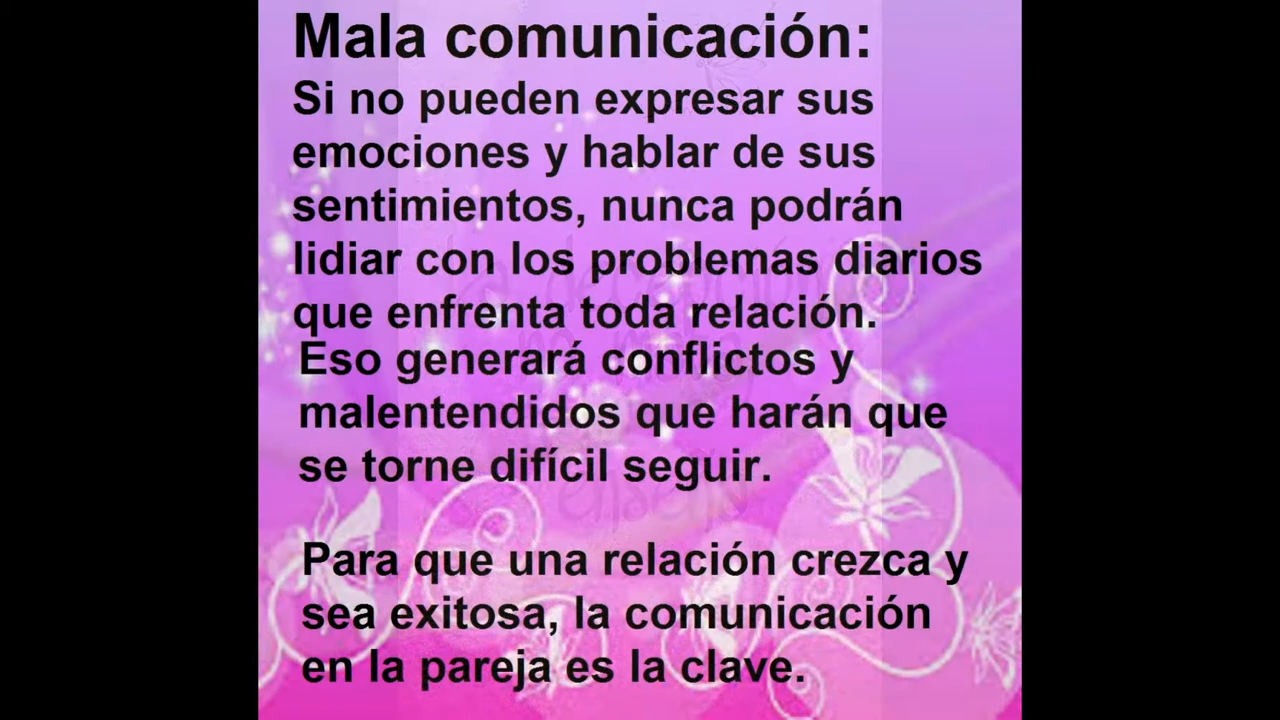 Mala comunicación:
Si no pueden expresar sus
emociones y hablar de sus
sentimientos, nunca podrán
lidiar con los problemas diarios
que enfrenta toda relación.
Eso generará conflictos y
malentendidos que harán que
se torne difícil seguir.
Para que una relación crezca y
sea exitosa, la comunicación
en la pareja es la clave.